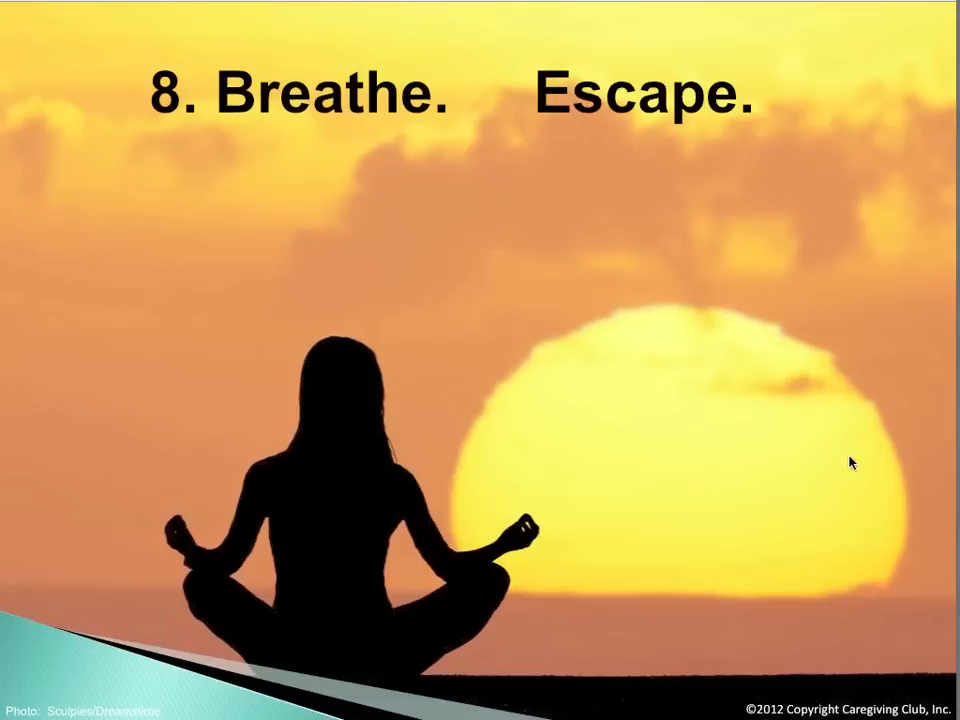 8. Breathe. Escape.
Photo: Sculpies/Dreamstime
©2012 Copyright Caregiving Club, Inc.